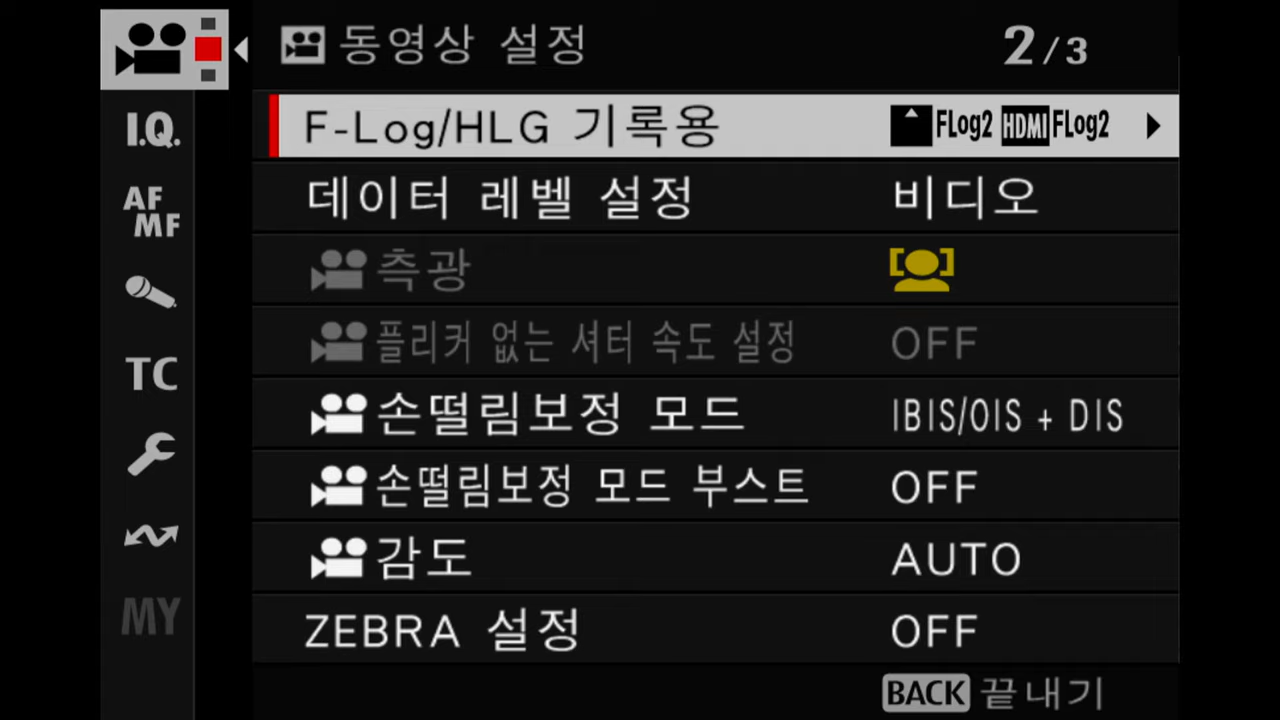 동영상 설정 2/3
F-Log/HLG 기록용 FLog2 HDMI FLog2
데이터 레벨 설정 비디오
측광
플리커 없는 셔터 속도 설정 OFF
손떨림보정 모드 IBIS/OIS + DIS
손떨림보정 모드 부스트 OFF
감도 AUTO
ZEBRA 설정 OFF
BACK 끝내기
I.Q.
AF
MF
TC
MY